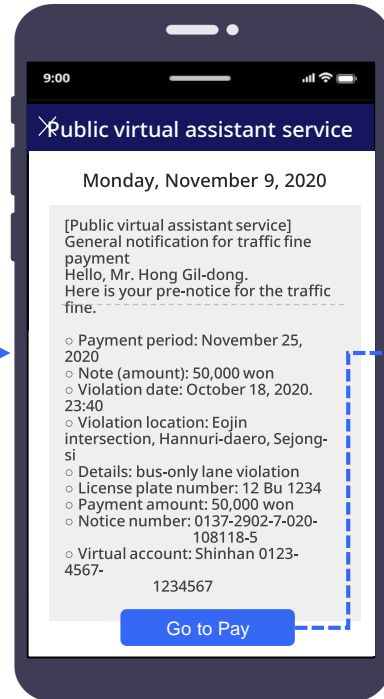 9:00
Public virtual assistant service
Monday, November 9, 2020
[Public virtual assistant service]
General notification for traffic fine
payment
Hello, Mr. Hong Gil-dong.
Here is your pre-notice for the traffic
fine.
○ Payment period: November 25,
2020
○ Note (amount): 50,000 won
○ Violation date: October 18, 2020.
23:40
○ Violation location: Eojin
intersection, Hannuri-daero, Sejong-
si
○ Details: bus-only lane violation
○ License plate number: 12 Bu 1234
○ Payment amount: 50,000 won
○ Notice number: 0137-2902-7-020-
108118-5
○ Virtual account: Shinhan 0123-
4567-
1234567
Go to Pay